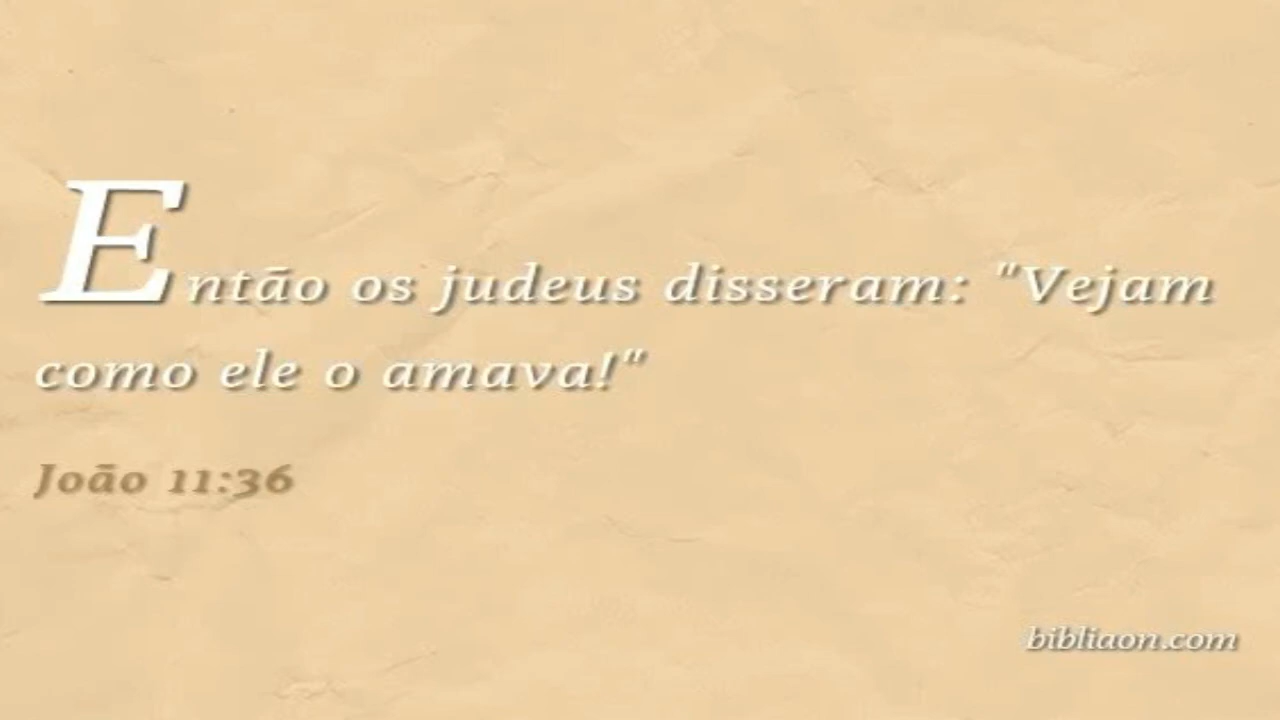 Então os judeus disseram: "Vejam
como ele o amava!"
João 11:36
bibliaon.com